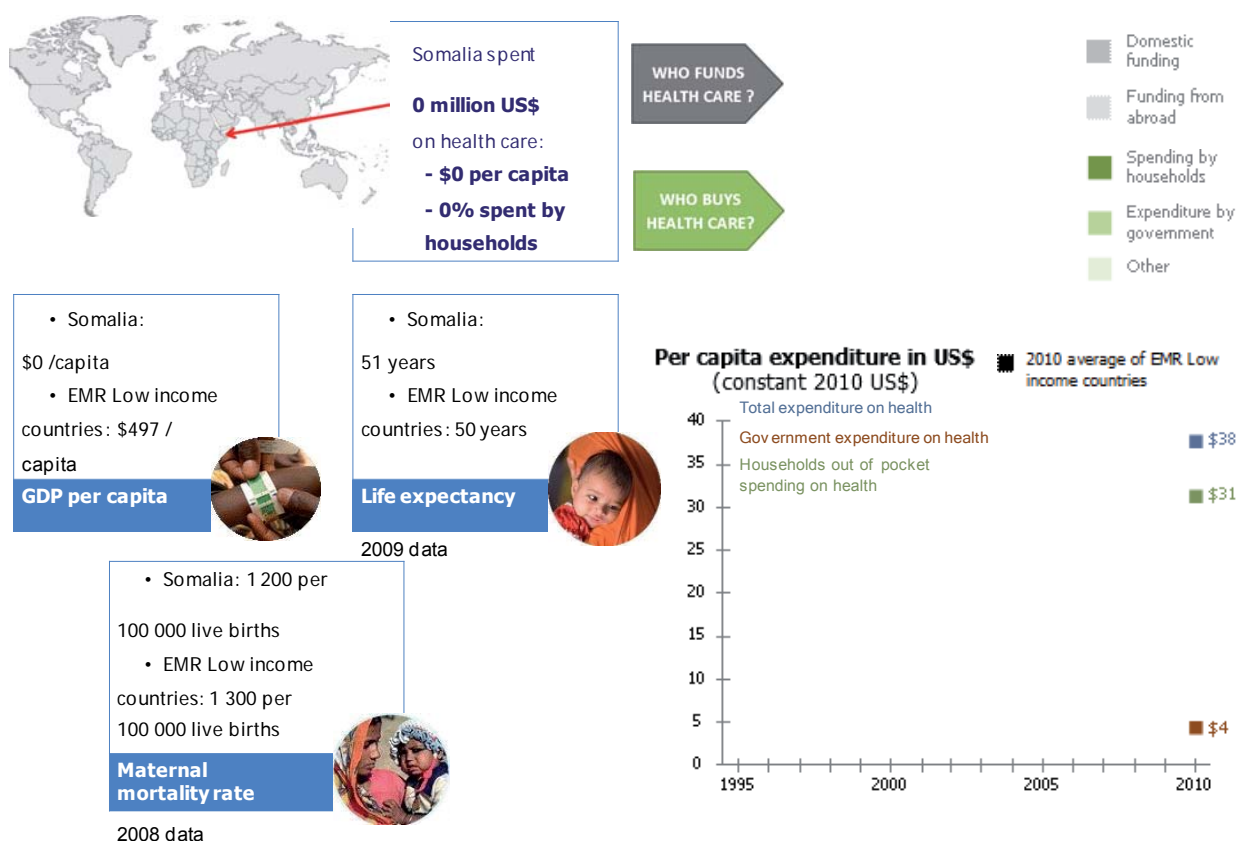 Somalia spent
0 million US$
on health care:
- $0 per capita
- 0% spent by
households
WHO FUNDS
HEALTH CARE ?
WHO BUYS
HEALTH CARE?
Domestic
funding
Funding from
abroad
Spending by
households
Expenditure by
government
Other
• Somalia:
$0 /capita
• EMR Low income
countries: $497 /
capita
GDP per capita
• Somalia:
51 years
• EMR Low income
countries: 50 years
Life expectancy
2009 data
• Somalia: 1 200 per
100 000 live births
• EMR Low income
countries: 1 300 per
100 000 live births
Maternal
mortality rate
2008 data
Per capita expenditure in US$
(constant 2010 US$)
2010 average of EMR Low
income countries
Total expenditure on health
Government expenditure on health
Households out of pocket
spending on health
40
35
30
25
20
15
10
5
0
$38
$31
$4
1995
2000
2005
2010